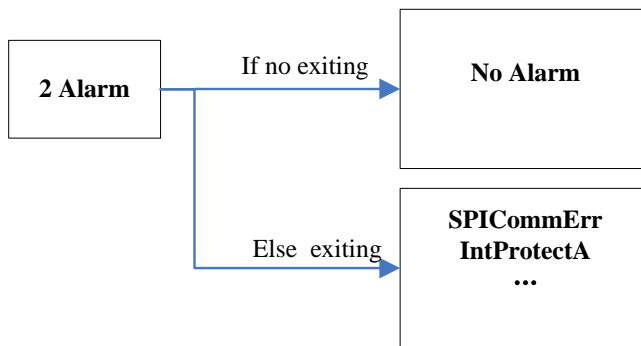 2 Alarm
If no exiting
No Alarm
Else exiting
SPICommErr
IntProtectA
...